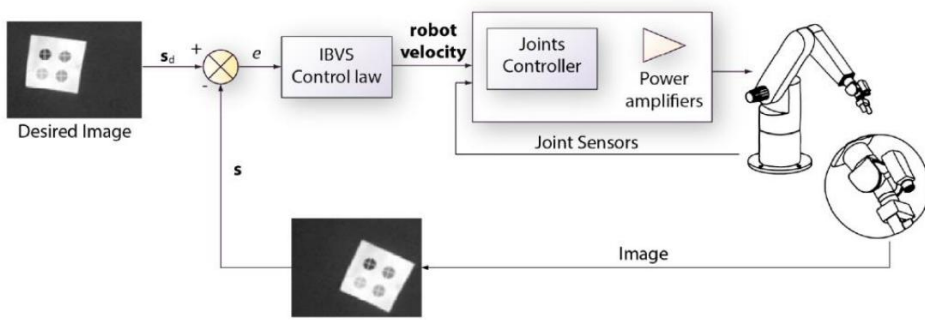 Desired Image
s_d
+
-
e
IBVS
Control law
robot
velocity
Joints
Controller
Power
amplifiers
Joint Sensors
s
Image